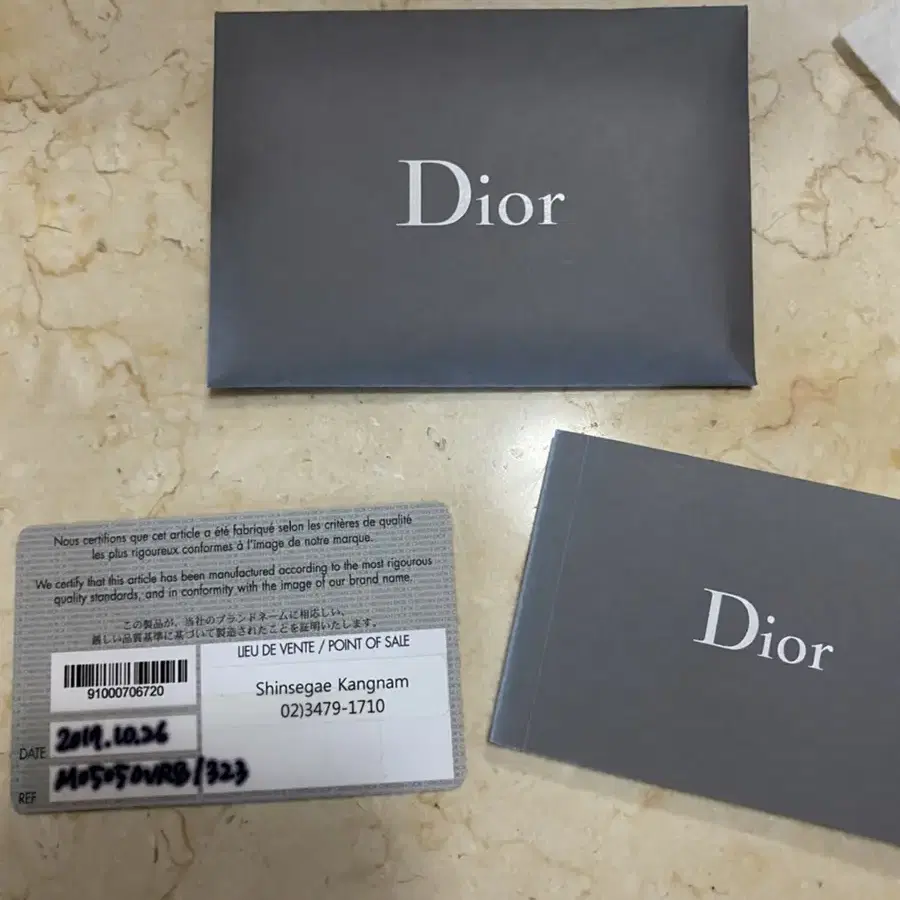 Dior
Nous certifions que cet article a été fabriqué selon les critères de qualité
les plus rigoureux conformes à l'image de notre marque.
We certify that this article has been manufactured according to the most rigourous
quality standards, and in conformity with the image of our brand name.
この製品が、当社のブランドネームに相応しい、
厳しい品質基準に基づいて製造されたことを証明いたします。
LIEU DE VENTE / POINT OF SALE
91000706720
Shinsegae Kangnam
02)3479-1710
DATE 2019.10.26
REF M0505OVRB/323
Dior